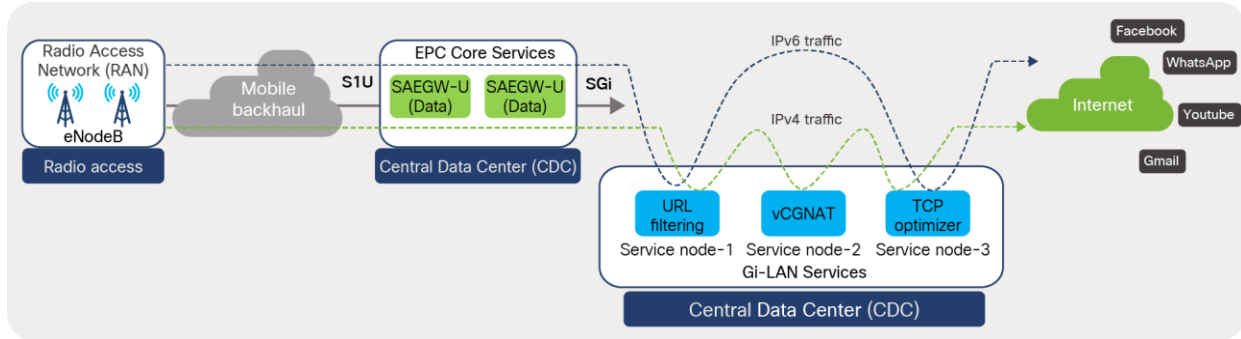 Radio Access
Network (RAN)
eNodeB
Radio access
Mobile
backhaul
S1U
EPC Core Services
SAEGW-U
(Data)
SAEGW-U
(Data)
SGi
Central Data Center (CDC)
IPv6 traffic
IPv4 traffic
URL
filtering
vCGNAT
TCP
optimizer
Service node-1
Service node-2
Service node-3
Gi-LAN Services
Central Data Center (CDC)
Internet
Facebook
WhatsApp
Youtube
Gmail